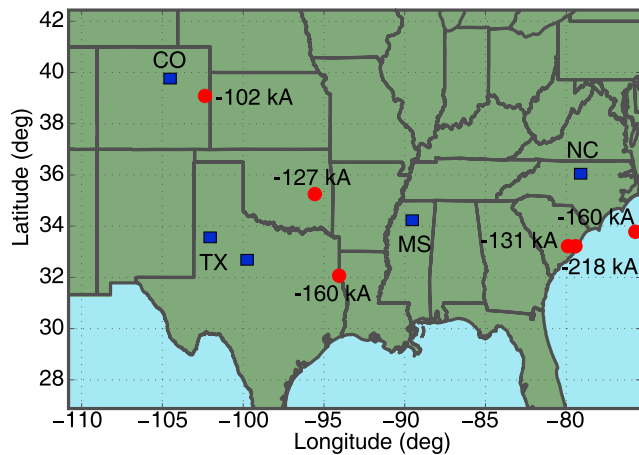 42
40
38
36
34
32
30
28
Latitude (deg)
CO
-102 kA
NC
-127 kA
-160 kA
MS
-131 kA
TX
-218 kA
-160 kA
−110
−105
−100
−95
−90
−85
−80
Longitude (deg)